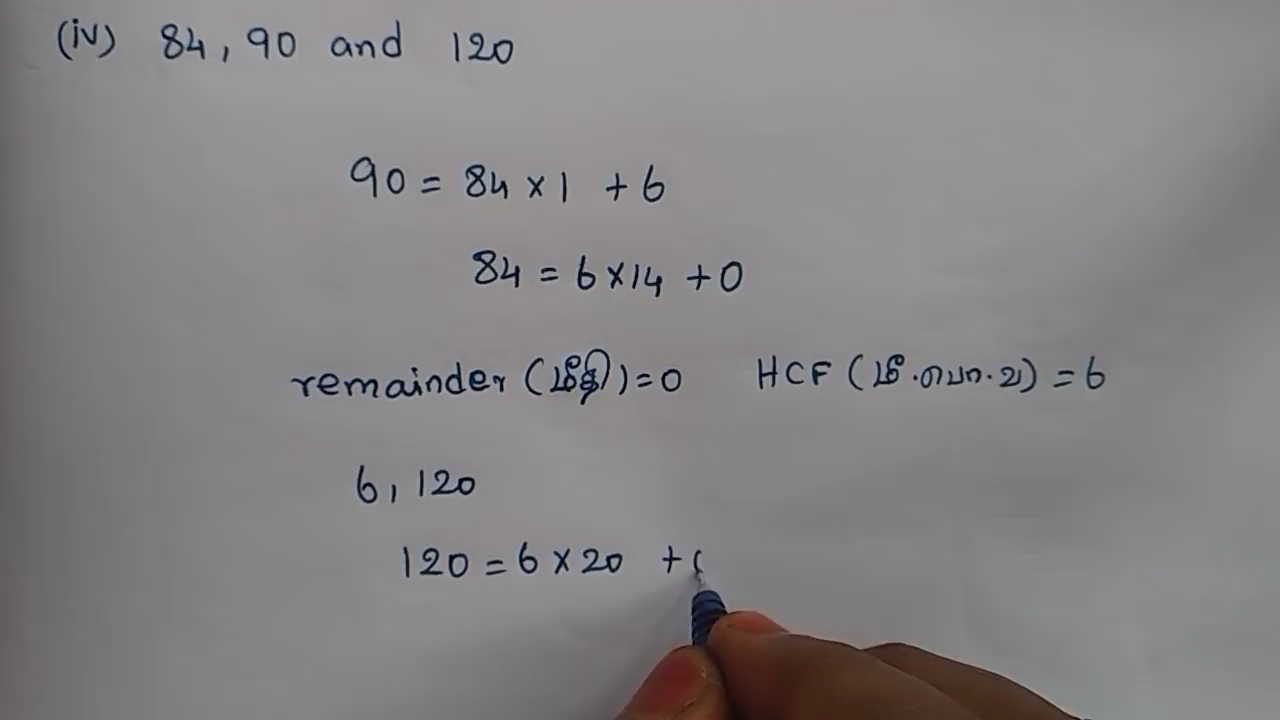 (iv) 84, 90 and 120
90 = 84 × 1 + 6
84 = 6 × 14 + 0
remainder (மீதி) = 0 HCF (மீ.பொ.வ) = 6
6, 120
120 = 6 × 20 +